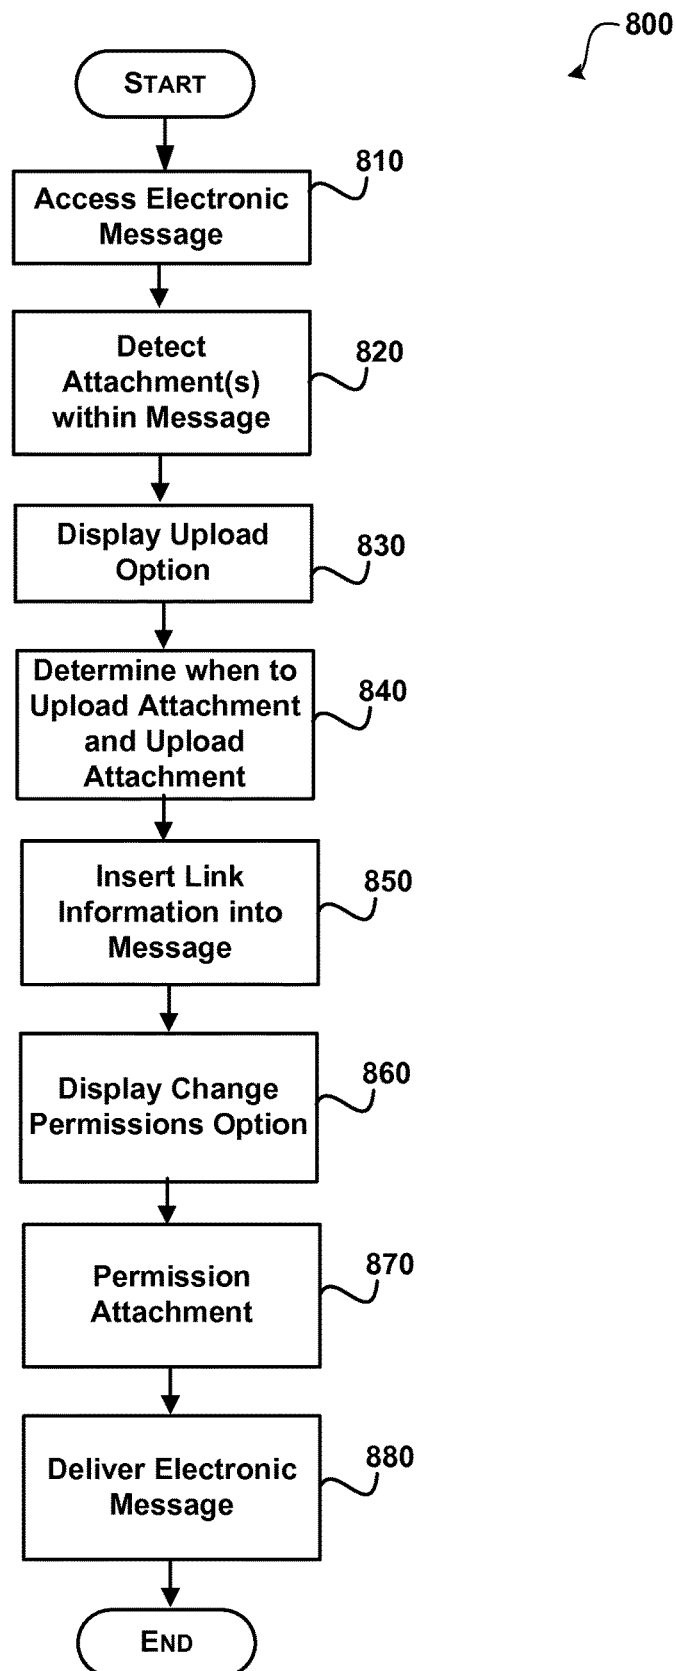 800
START
810
Access Electronic
Message
820
Detect
Attachment(s)
within Message
830
Display Upload
Option
840
Determine when to
Upload Attachment
and Upload
Attachment
850
Insert Link
Information into
Message
860
Display Change
Permissions Option
870
Permission
Attachment
880
Deliver Electronic
Message
END